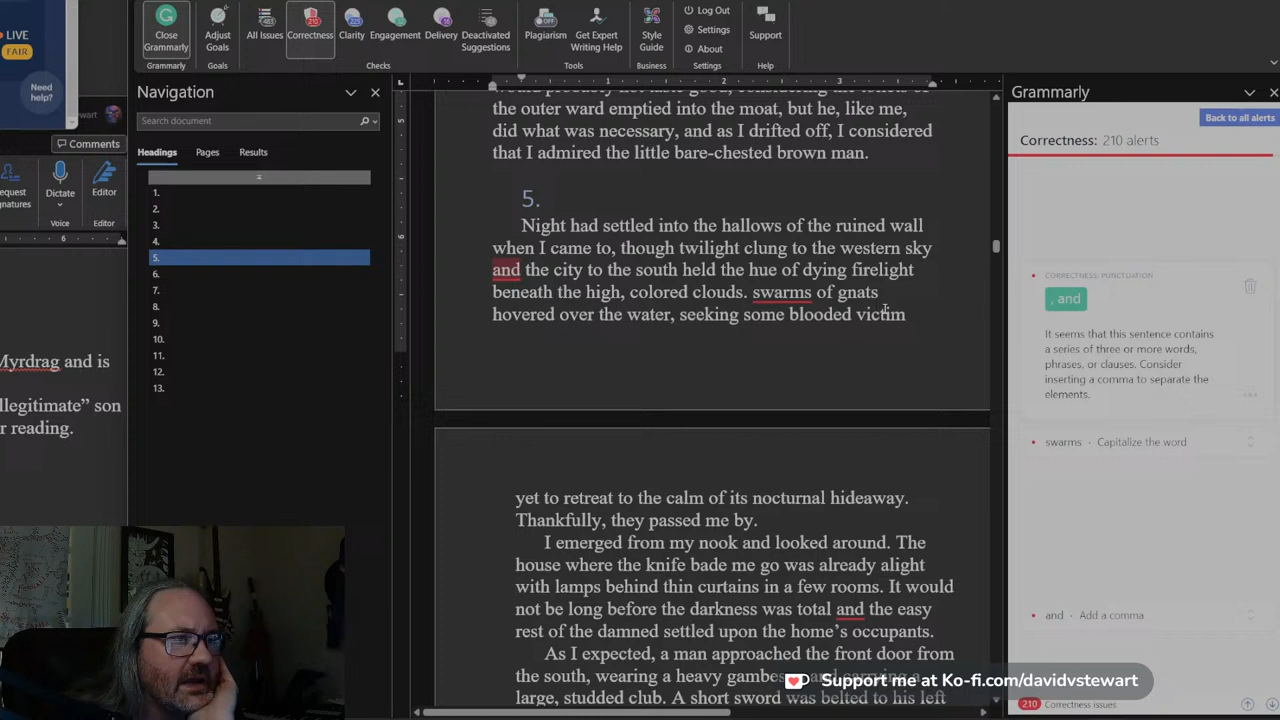 LIVE
FAIR
Need
help?
Comments
Dictate
Editor
Voice
Editor
6
Myrdrag and is
llegitimate" son
r reading.
Close
Grammarly
Adjust
Goals
All Issues
Correctness
Clarity
Engagement
Delivery
Deactivated
Suggestions
Plagiarism
Get Expert
Writing Help
Style
Guide
Log Out
Settings
About
Support
Grammarly
Goals
Checks
Tools
Business
Settings
Help
Navigation
Search document
Headings
Pages
Results
1.
2.
3.
4.
5.
6.
7.
8.
9.
10.
11.
12.
13.
1
2
3
the outer ward emptied into the moat, but he, like me,
did what was necessary, and as I drifted off, I considered
that I admired the little bare-chested brown man.
5.
Night had settled into the hallows of the ruined wall
when I came to, though twilight clung to the western sky
and the city to the south held the hue of dying firelight
beneath the high, colored clouds. swarms of gnats
hovered over the water, seeking some blooded victim
yet to retreat to the calm of its nocturnal hideaway.
Thankfully, they passed me by.
I emerged from my nook and looked around. The
house where the knife bade me go was already alight
with lamps behind thin curtains in a few rooms. It would
not be long before the darkness was total and the easy
rest of the damned settled upon the home's occupants.
As I expected, a man approached the front door from
the south, wearing a heavy gambes
large, studded club. A short sword was belted to his left
Grammarly
Back to all alerts
Correctness: 210 alerts
CORRECTNESS: PUNCTUATION
, and
It seems that this sentence contains
a series of three or more words,
phrases, or clauses. Consider
inserting a comma to separate the
elements.
swarms · Capitalize the word
and · Add a comma
210 Correctness issues
Support me at Ko-fi.com/davidvstewart